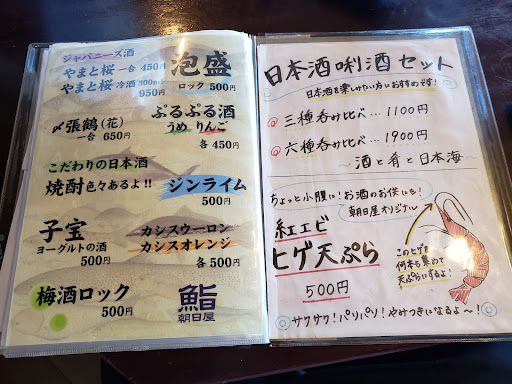 ジャパニーズ酒
やまと桜 一合 450円
やまと桜 冷酒300ml
950円
泡盛
ロック 500円
〆張鶴(花)
一合 650円
ぷるぷる酒
うめ りんご
各450円
こだわりの日本酒
焼酎色々あるよ!!
ジンライム
500円
子宝
ヨーグルトの酒
500円
カシスウーロン
カシスオレンジ
各500円
梅酒ロック
500円
鮨
朝日屋
日本酒唎酒セット
日本酒を楽しみたい方におすすめです!
三種呑み比べ…1100円
六種呑み比べ…1900円
〜酒と肴と日本海〜
ちょっと小腹に!お酒のお供にも!
朝日屋オリジナル
紅エビ
ヒゲ天ぷら
500円
このヒゲを
何本も集めて
天ぷらにするよ!
サクサク!パリパリ!やみつきになるよ〜!